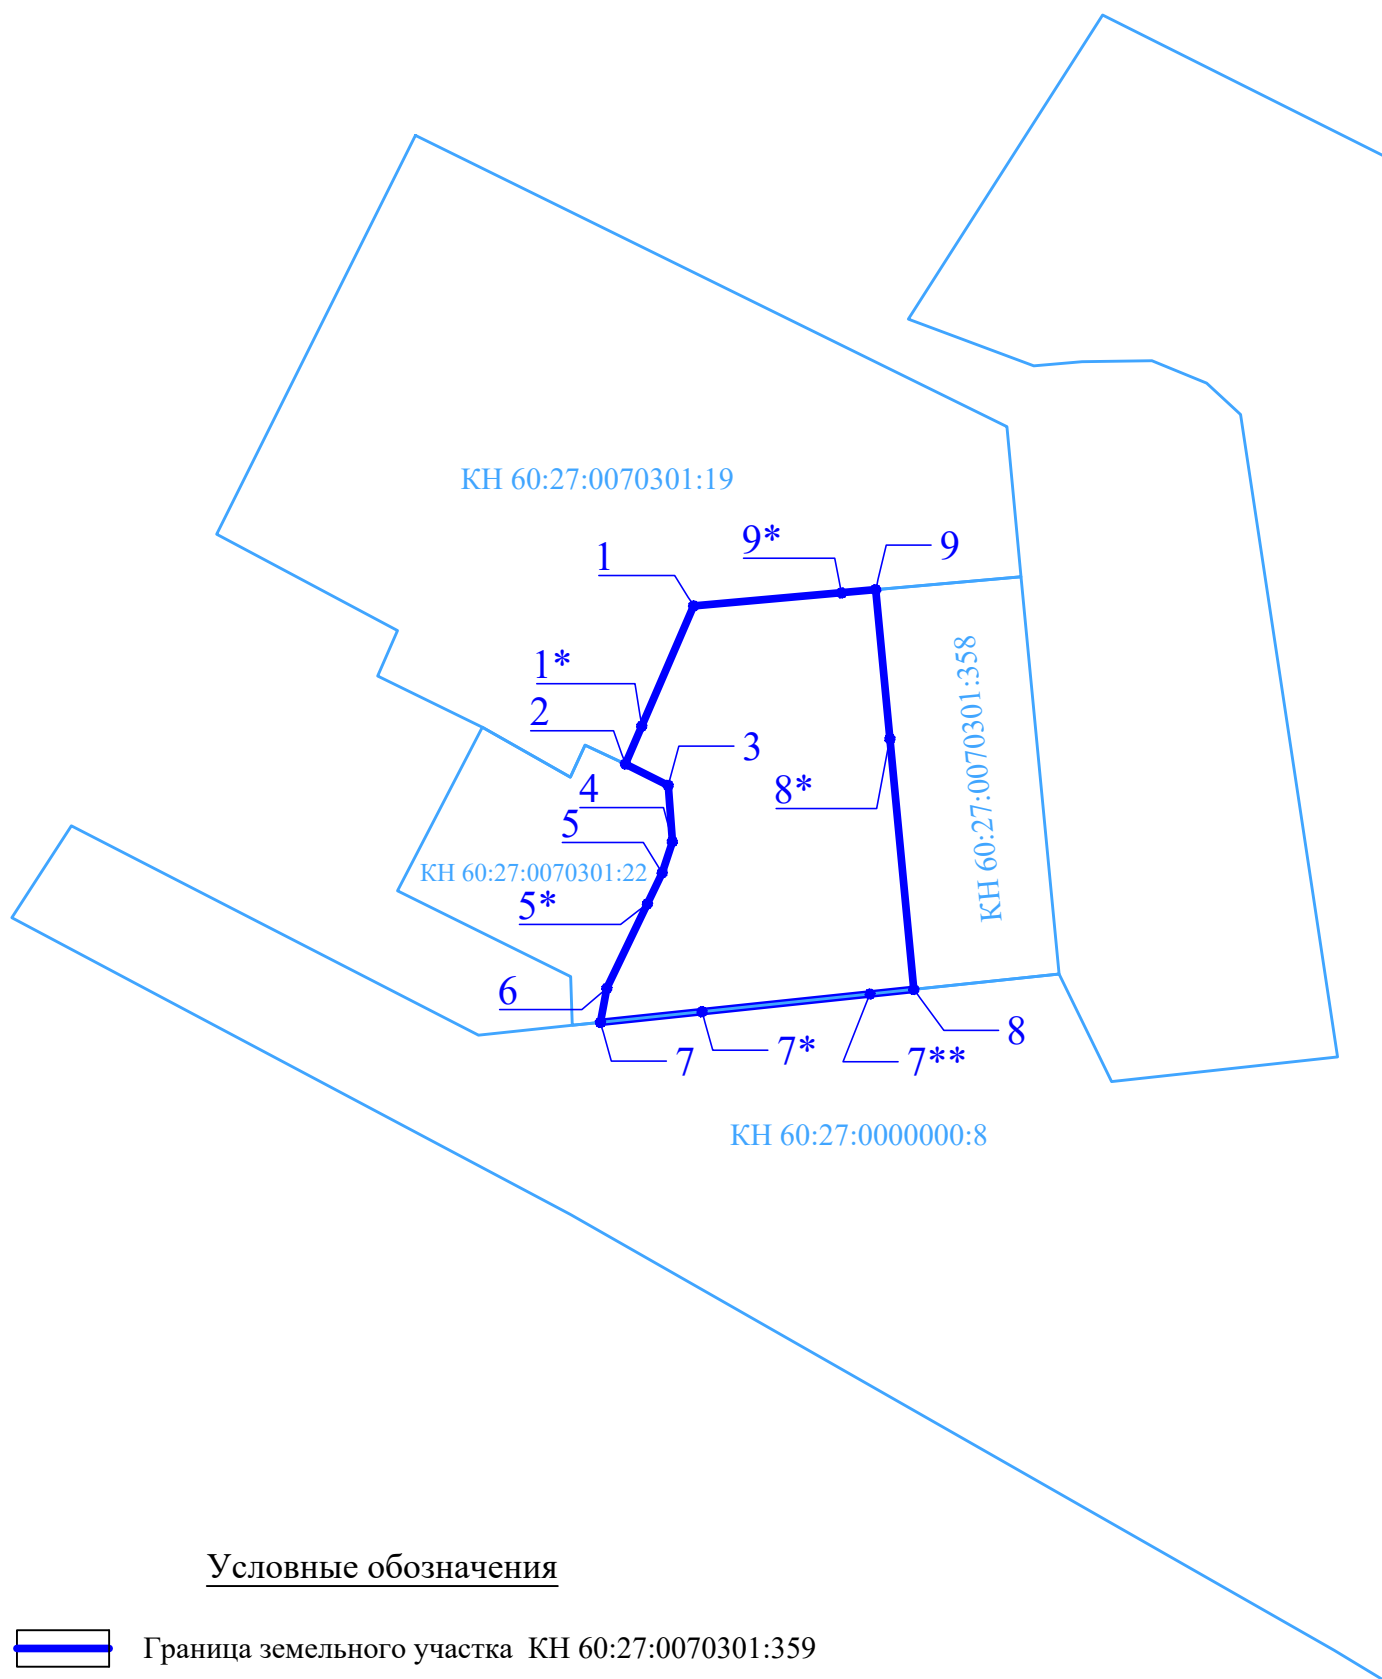 КН 60:27:0070301:19
9*
9
1
1*
2
3
КН 60:27:0070301:358
8*
4
5
КН 60:27:0070301:22
5*
6
7
7*
7**
8
КН 60:27:0000000:8
Условные обозначения
Граница земельного участка КН 60:27:0070301:359